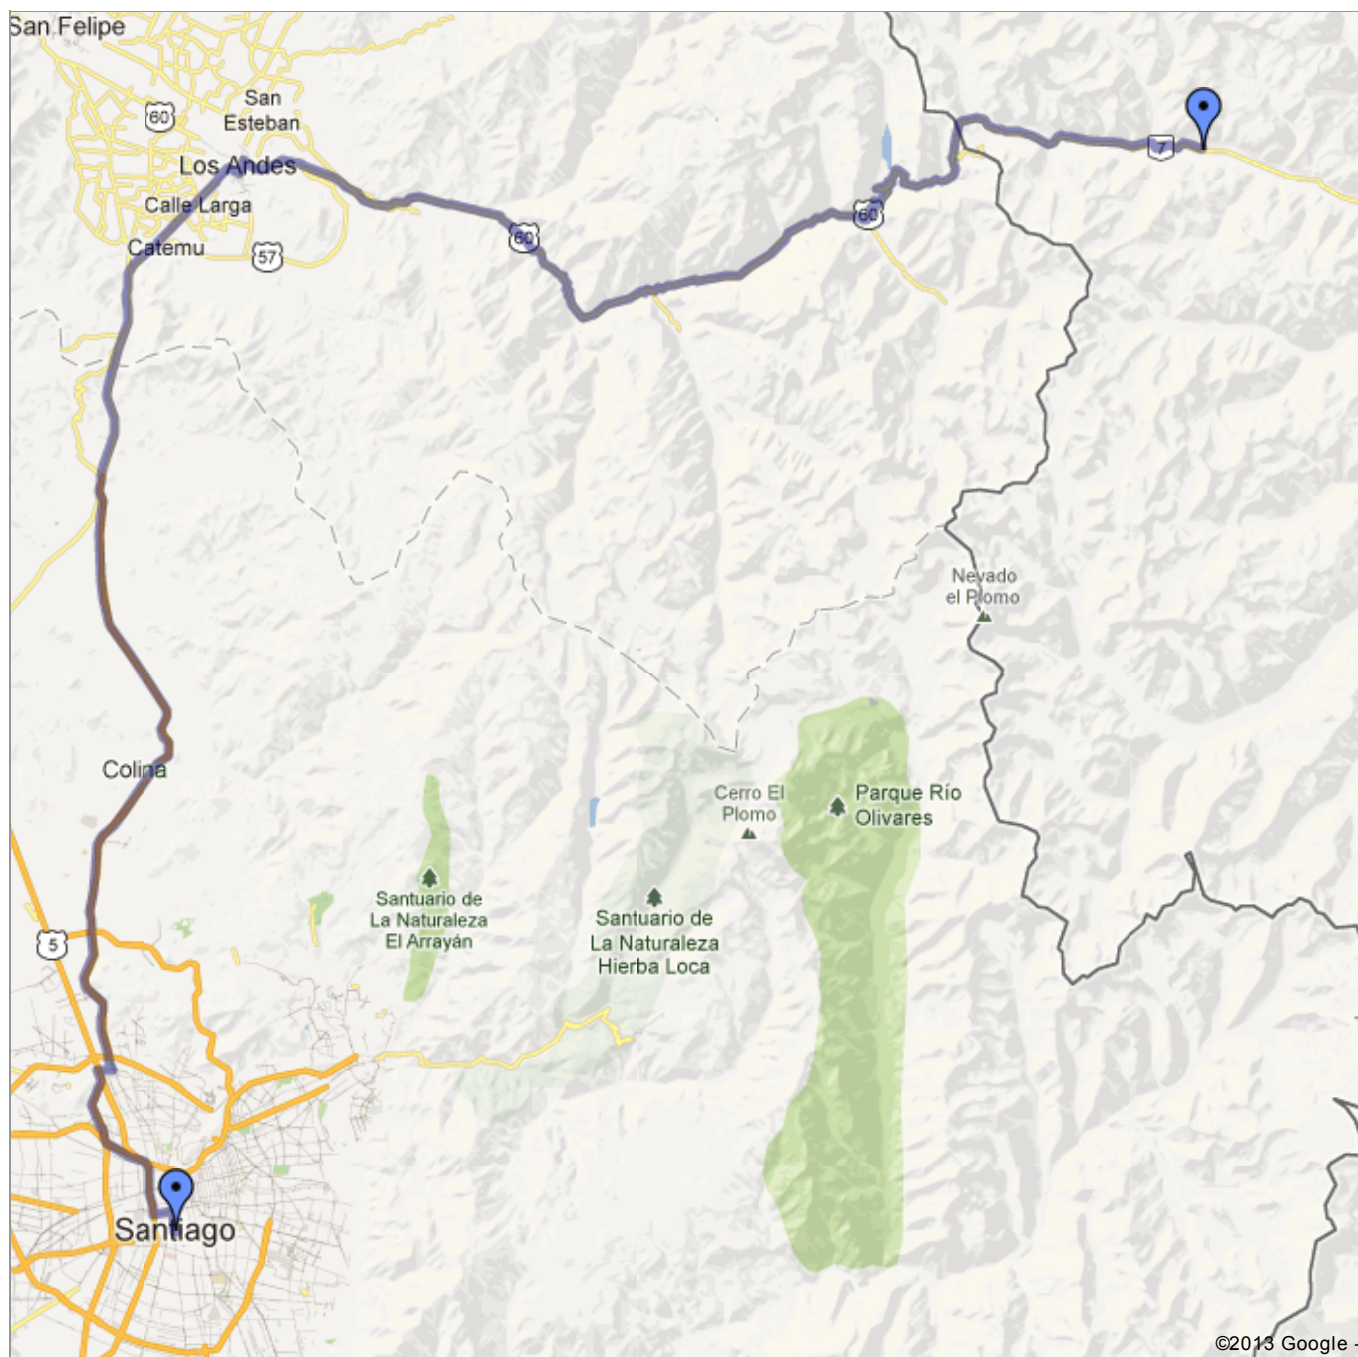 San Felipe
San
Esteban
60
Los Andes
Calle Larga
Catemu
57
60
60
7
Nevado
el Plomo
Colina
Cerro El
Plomo
Parque Río
Olivares
Santuario de
La Naturaleza
El Arrayán
Santuario de
La Naturaleza
Hierba Loca
5
Santiago
©2013 Google -